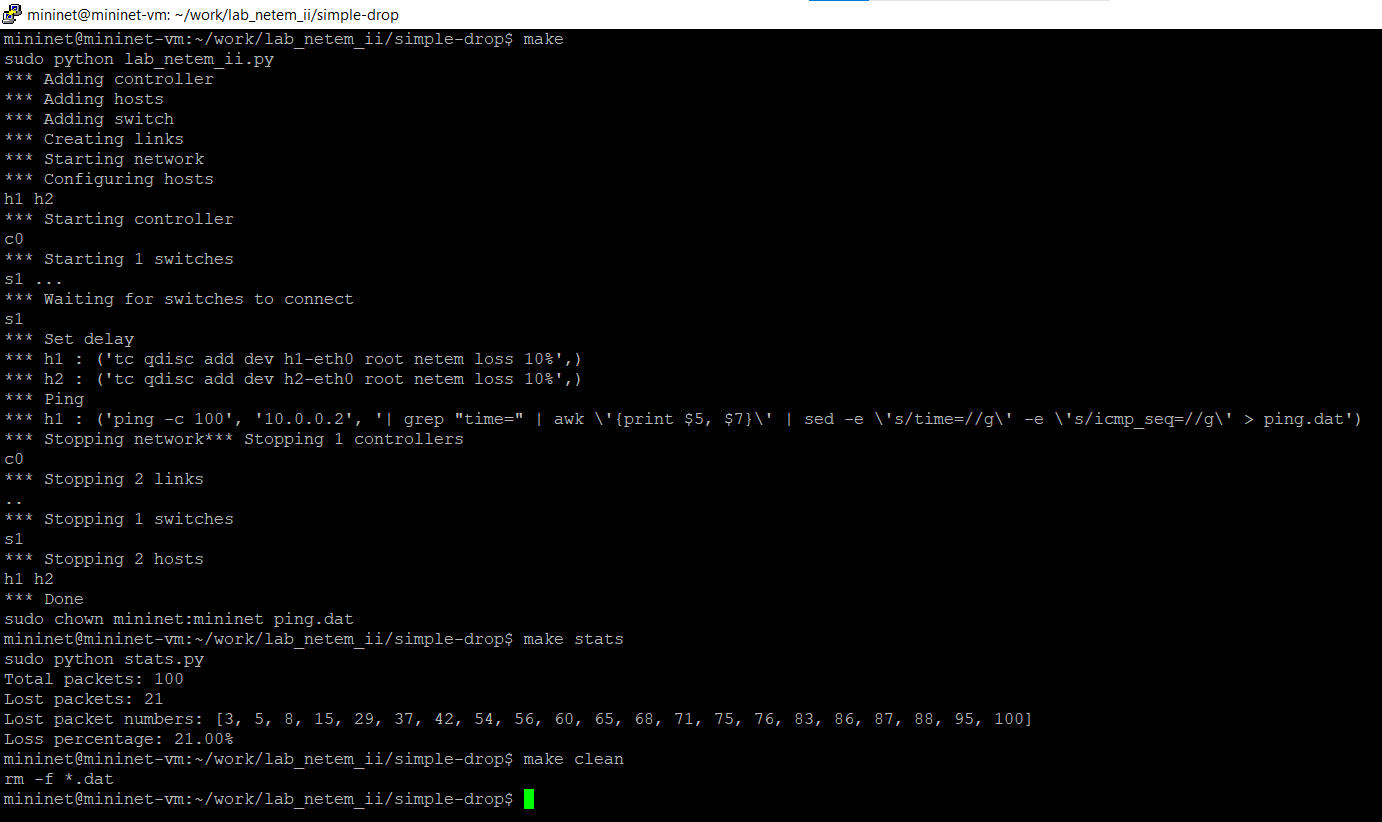 mininet@mininet-vm: ~/work/lab_netem_ii/simple-drop
mininet@mininet-vm:~/work/lab_netem_ii/simple-drop$ make
sudo python lab_netem_ii.py
*** Adding controller
*** Adding hosts
*** Adding switch
*** Creating links
*** Starting network
*** Configuring hosts
h1 h2
*** Starting controller
c0
*** Starting 1 switches
s1 ...
*** Waiting for switches to connect
s1
*** Set delay
*** h1 : ('tc qdisc add dev h1-eth0 root netem loss 10%',)
*** h2 : ('tc qdisc add dev h2-eth0 root netem loss 10%',)
*** Ping
*** h1 : ('ping -c 100', '10.0.0.2', '| grep "time=" | awk \'{print $5, $7}\' | sed -e \'s/time=//g\' -e \'s/icmp_seq=//g\' > ping.dat')
*** Stopping network*** Stopping 1 controllers
c0
*** Stopping 2 links
..
*** Stopping 1 switches
s1
*** Stopping 2 hosts
h1 h2
*** Done
sudo chown mininet:mininet ping.dat
mininet@mininet-vm:~/work/lab_netem_ii/simple-drop$ make stats
sudo python stats.py
Total packets: 100
Lost packets: 21
Lost packet numbers: [3, 5, 8, 15, 29, 37, 42, 54, 56, 60, 65, 68, 71, 75, 76, 83, 86, 87, 88, 95, 100]
Loss percentage: 21.00%
mininet@mininet-vm:~/work/lab_netem_ii/simple-drop$ make clean
rm -f *.dat
mininet@mininet-vm:~/work/lab_netem_ii/simple-drop$